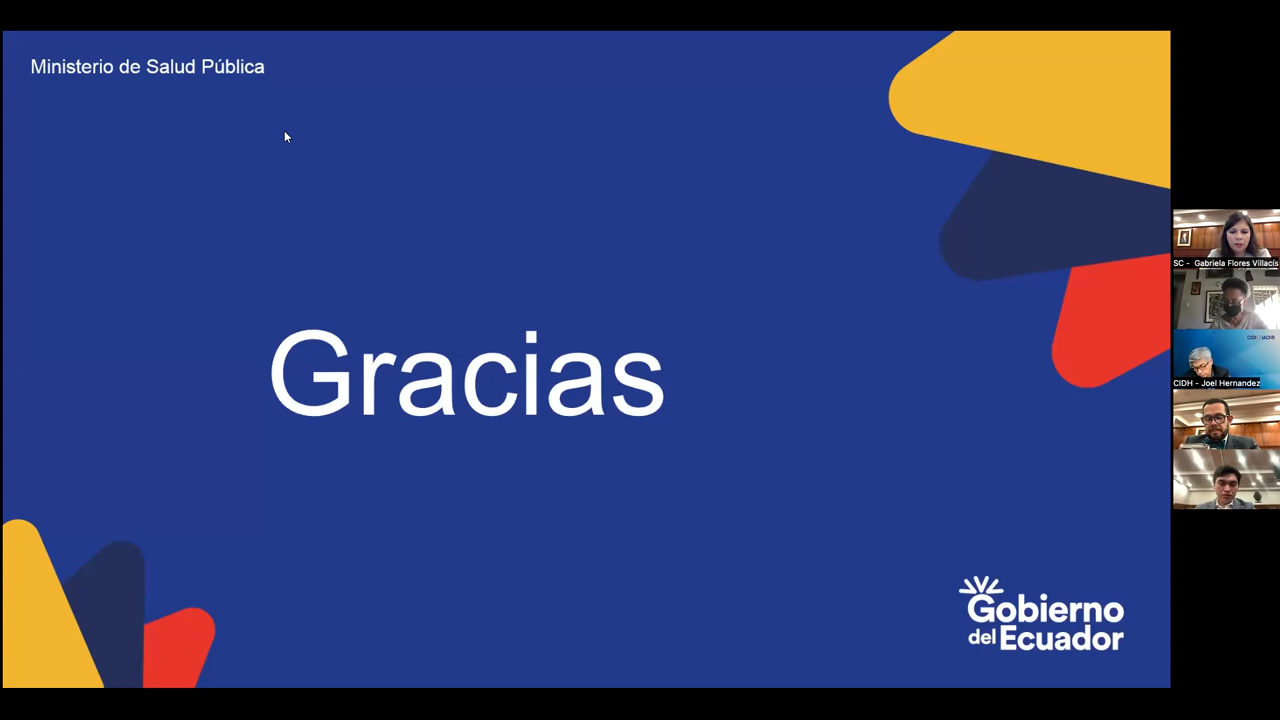 Ministerio de Salud Pública
Gracias
Gobierno
del Ecuador
SC - Gabriela Flores Villacís
CIDH - Joel Hernandez